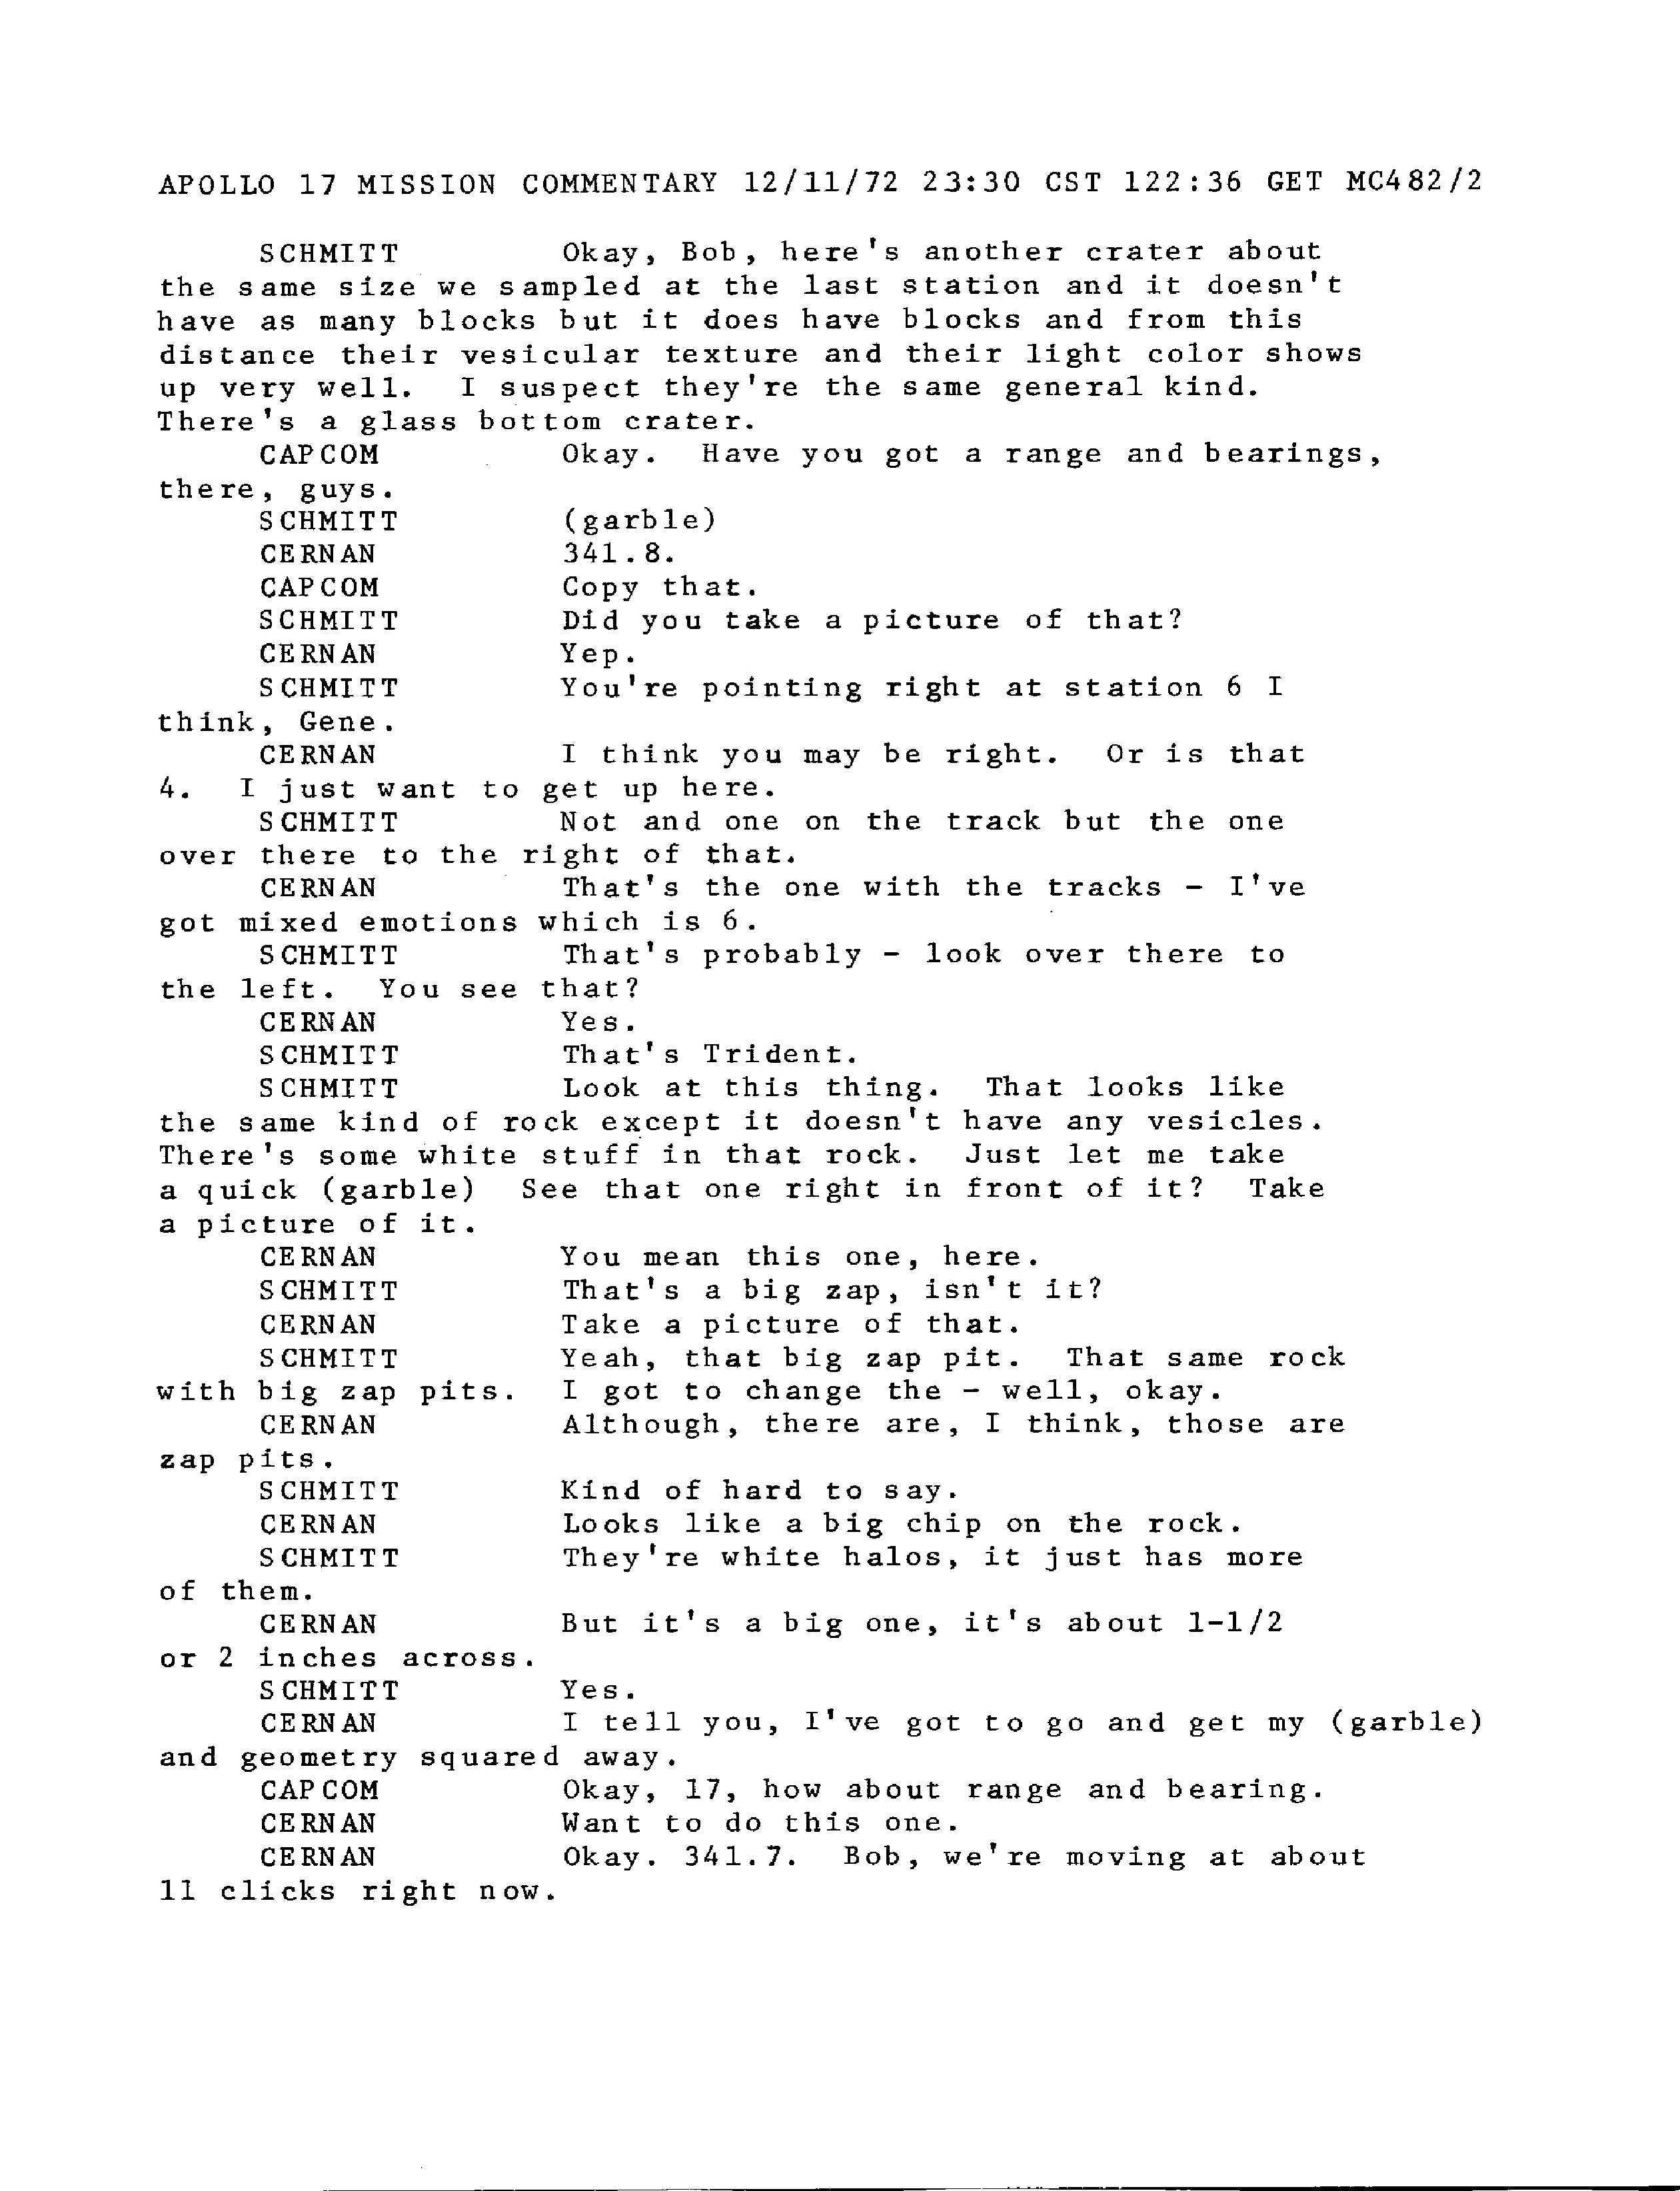 APOLLO 17 MISSION COMMENTARY 12/11/72 23:30 CST 122:36 GET MC482/2
SCHMITT Okay, Bob, here's another crater about
the same size we sampled at the last station and it doesn't
have as many blocks but it does have blocks and from this
distance their vesicular texture and their light color shows
up very well. I suspect they're the same general kind.
There's a glass bottom crater.
CAPCOM Okay. Have you got a range and bearings,
there, guys.
SCHMITT (garble)
CERNAN 341.8.
CAPCOM Copy that.
SCHMITT Did you take a picture of that?
CERNAN Yep.
SCHMITT You're pointing right at station 6 I
think, Gene.
CERNAN I think you may be right. Or is that
4. I just want to get up here.
SCHMITT Not and one on the track but the one
over there to the right of that.
CERNAN That's the one with the tracks - I've
got mixed emotions which is 6.
SCHMITT That's probably - look over there to
the left. You see that?
CERNAN Yes.
SCHMITT That's Trident.
SCHMITT Look at this thing. That looks like
the same kind of rock except it doesn't have any vesicles.
There's some white stuff in that rock. Just let me take
a quick (garble) See that one right in front of it? Take
a picture of it.
CERNAN You mean this one, here.
SCHMITT That's a big zap, isn't it?
CERNAN Take a picture of that.
SCHMITT Yeah, that big zap pit. That same rock
with big zap pits. I got to change the - well, okay.
CERNAN Although, there are, I think, those are
zap pits.
SCHMITT Kind of hard to say.
CERNAN Looks like a big chip on the rock.
SCHMITT They're white halos, it just has more
of them.
CERNAN But it's a big one, it's about 1-1/2
or 2 inches across.
SCHMITT Yes.
CERNAN I tell you, I've got to go and get my (garble)
and geometry squared away.
CAPCOM Okay, 17, how about range and bearing.
CERNAN Want to do this one.
CERNAN Okay. 341.7. Bob, we're moving at about
11 clicks right now.